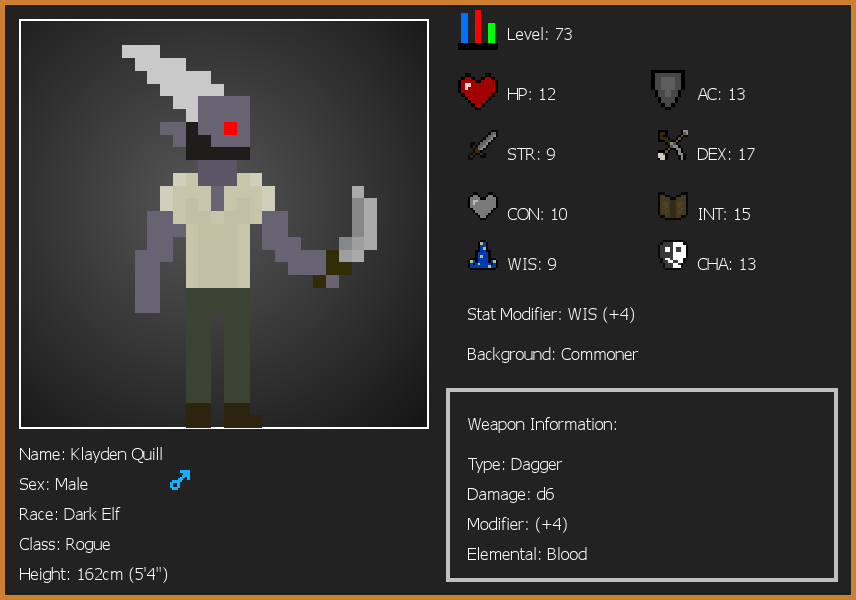 Level: 73
HP: 12
AC: 13
STR: 9
DEX: 17
CON: 10
INT: 15
WIS: 9
CHA: 13
Stat Modifier: WIS (+4)
Background: Commoner
Weapon Information:
Type: Dagger
Damage: d6
Modifier: (+4)
Elemental: Blood
Name: Klayden Quill
Sex: Male
Race: Dark Elf
Class: Rogue
Height: 162cm (5'4")